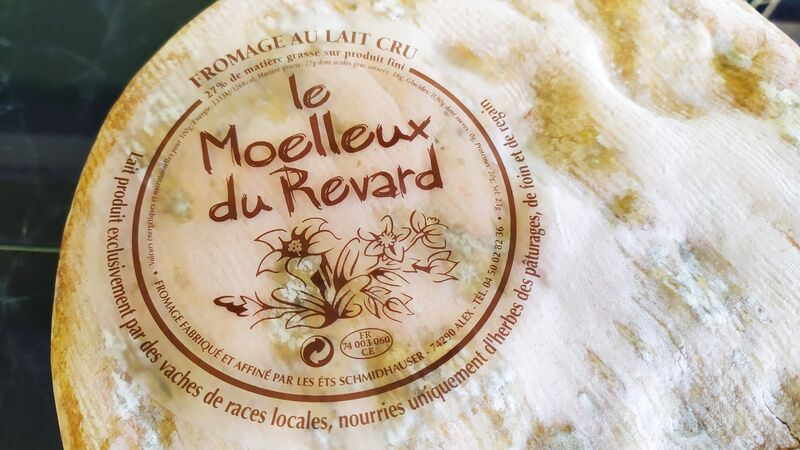 FROMAGE AU LAIT CRU
27% de matière grasse sur produit fini
le
Moelleux
du Revard
FR
74 003 060
CE
• FROMAGE FABRIQUÉ ET AFFINÉ PAR LES ÉTS SCHMIDHAUSER - 74290 ALEX - TÉL. 04 50 02 82 36 •
Lait produit exclusivement par des vaches de races locales, nourries uniquement d'herbes des pâturages, de foin et de regain